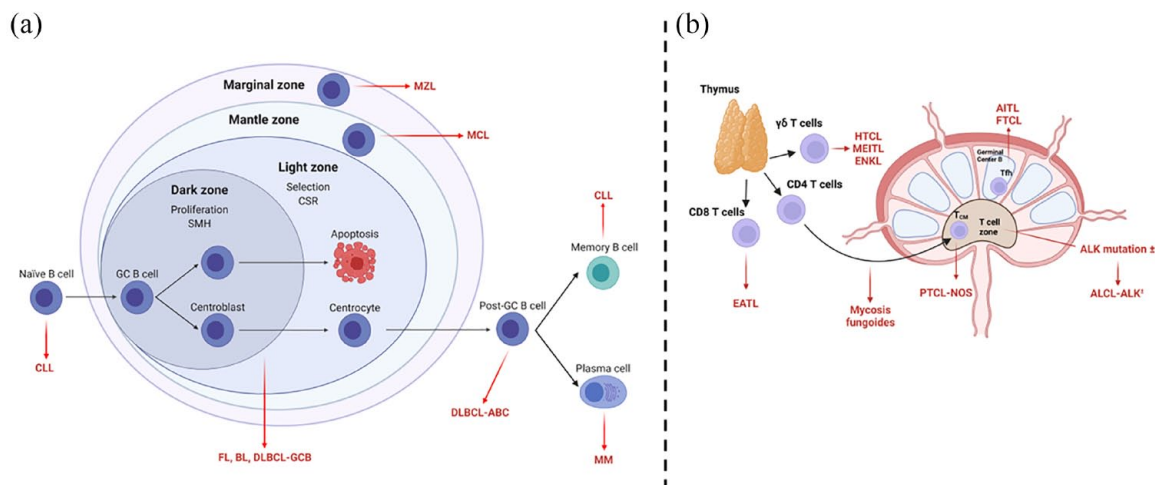 (a)
Marginal zone
MZL
Mantle zone
MCL
Light zone
Selection
CSR
Dark zone
Proliferation
SMH
Apoptosis
CLL
Memory B cell
Naïve B cell
GC B cell
Centroblast
Centrocyte
Post-GC B cell
CLL
Plasma cell
DLBCL-ABC
FL, BL, DLBCL-GCB
MM
(b)
Thymus
γδ T cells
HTCL
MEITL
ENKL
CD4 T cells
CD8 T cells
EATL
AITL
FTCL
Germinal
Center B
Tfh
TCM
T cell
zone
ALK mutation ±
PTCL-NOS
ALCL-ALK¹
Mycosis
fungoides